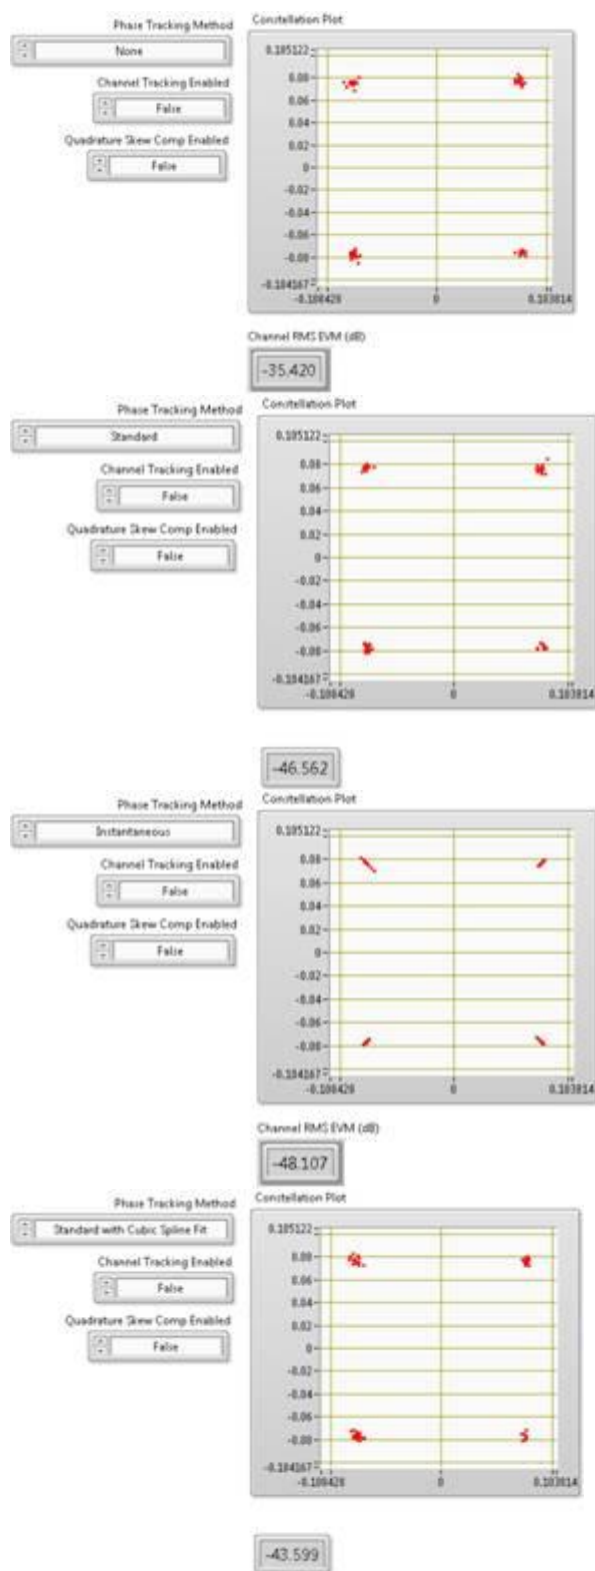 Phase Tracking Method
None
Channel Tracking Enabled
False
Quadrature Skew Comp Enabled
False
Constellation Plot
0.105122
0.08
0.06
0.04
0.02
0
-0.02
-0.04
-0.06
-0.08
-0.104167
-0.108428
0
0.103814
Channel RMS EVM (dB)
-35.420
Phase Tracking Method
Standard
Channel Tracking Enabled
False
Quadrature Skew Comp Enabled
False
Constellation Plot
0.105122
0.08
0.06
0.04
0.02
0
-0.02
-0.04
-0.06
-0.08
-0.104167
-0.108428
0
0.103814
-46.562
Phase Tracking Method
Instantaneous
Channel Tracking Enabled
False
Quadrature Skew Comp Enabled
False
Constellation Plot
0.105122
0.08
0.06
0.04
0.02
0
-0.02
-0.04
-0.06
-0.08
-0.104167
-0.108428
0
0.103814
Channel RMS EVM (dB)
-48.107
Phase Tracking Method
Standard with Cubic Spline Fit
Channel Tracking Enabled
False
Quadrature Skew Comp Enabled
False
Constellation Plot
0.105122
0.08
0.06
0.04
0.02
0
-0.02
-0.04
-0.06
-0.08
-0.104167
-0.108428
0
0.103814
-43.599